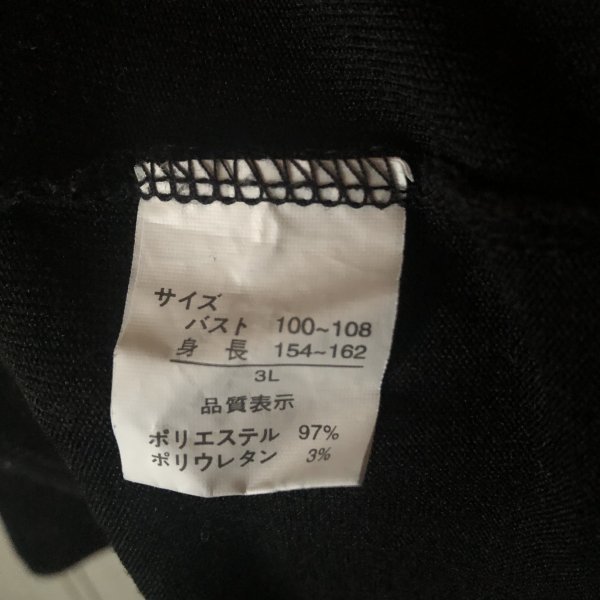 サイズ
バスト 100~108
身長 154~162
3L
品質表示
ポリエステル 97%
ポリウレタン 3%